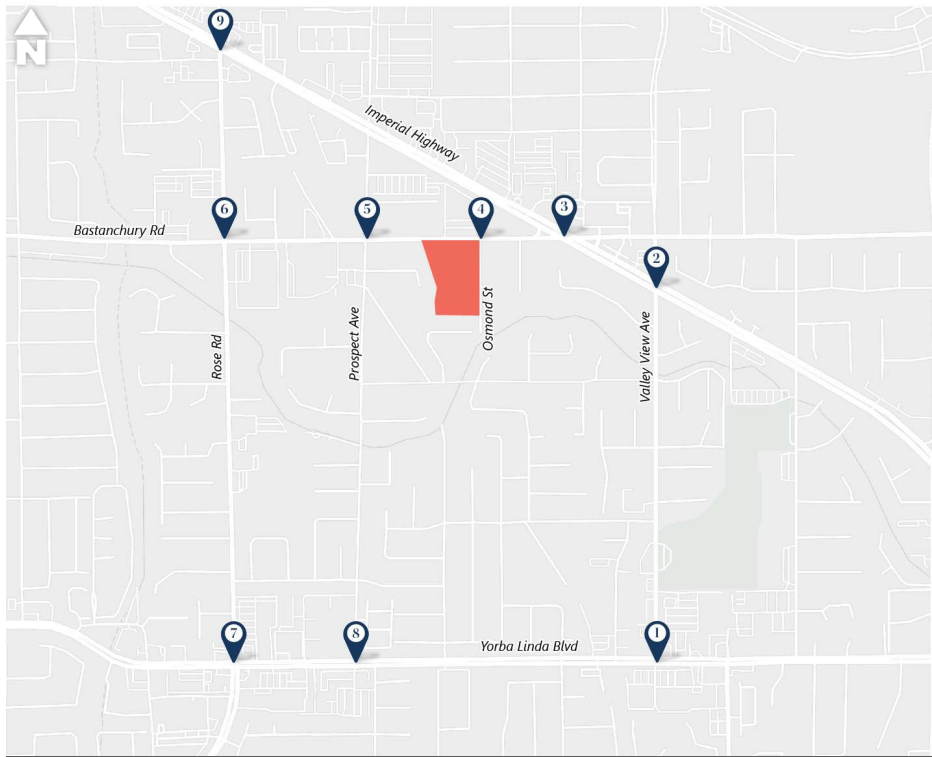 9
N
Imperial Highway
6
5
4
3
Bastanchury Rd
2
Osmond St
Prospect Ave
Rose Rd
Valley View Ave
7
8
1
Yorba Linda Blvd